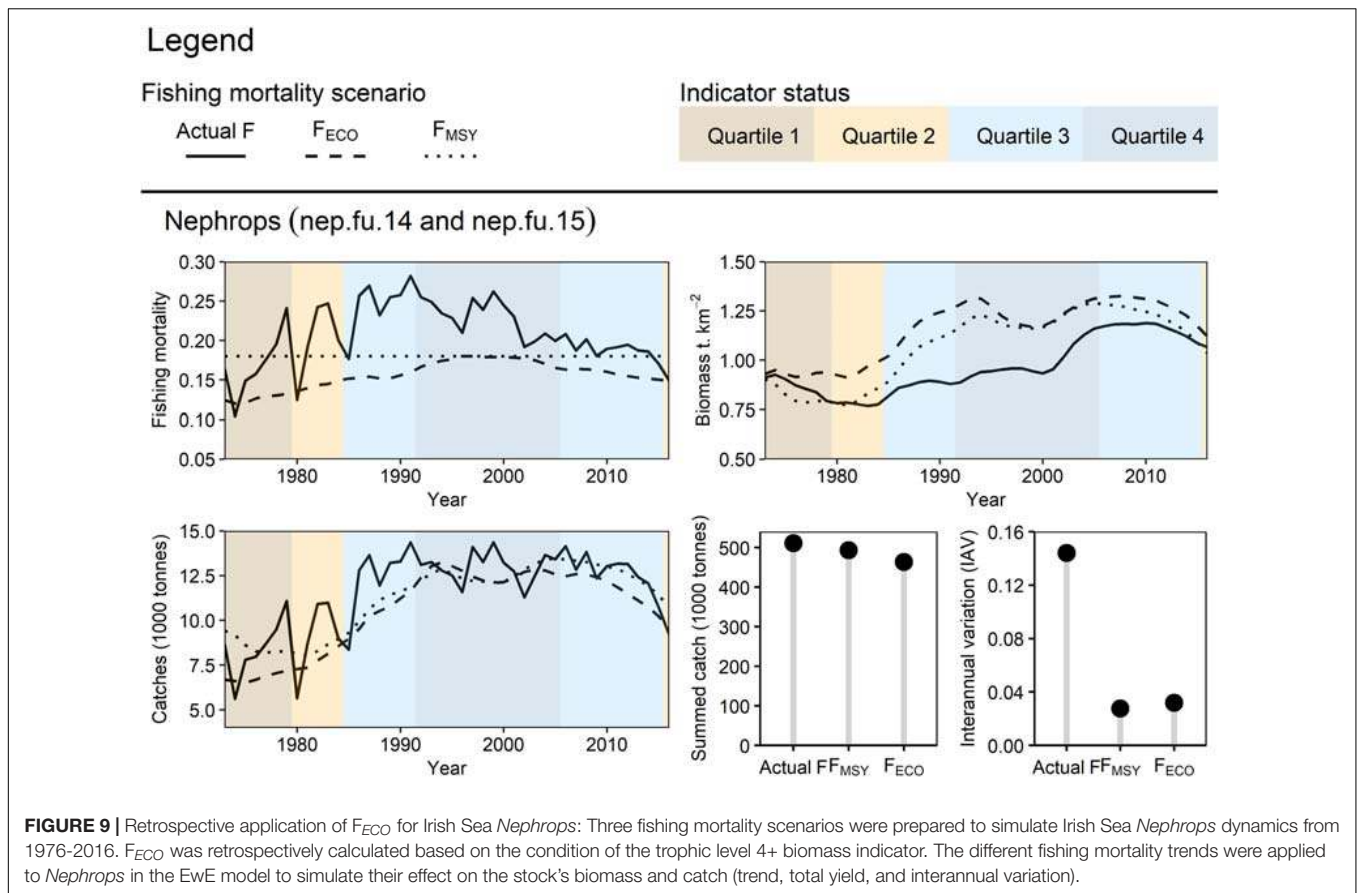 Legend
Fishing mortality scenario
Actual F
F_ECO
F_MSY
Indicator status
Quartile 1
Quartile 2
Quartile 3
Quartile 4
Nephrops (nep.fu.14 and nep.fu.15)
Fishing mortality
0.30
0.25
0.20
0.15
0.10
0.05
1980 1990 2000 2010
Year
Biomass t. km⁻²
1.50
1.25
1.00
0.75
0.50
1980 1990 2000 2010
Year
Catches (1000 tonnes)
15.0
12.5
10.0
7.5
5.0
1980 1990 2000 2010
Year
Summed catch (1000 tonnes)
500
400
300
200
100
0
Actual F F_MSY F_ECO
Interannual variation (IAV)
0.16
0.12
0.08
0.04
0.00
Actual F F_MSY F_ECO
FIGURE 9 | Retrospective application of F_ECO for Irish Sea Nephrops: Three fishing mortality scenarios were prepared to simulate Irish Sea Nephrops dynamics from
1976-2016. F_ECO was retrospectively calculated based on the condition of the trophic level 4+ biomass indicator. The different fishing mortality trends were applied
to Nephrops in the EwE model to simulate their effect on the stock's biomass and catch (trend, total yield, and interannual variation).